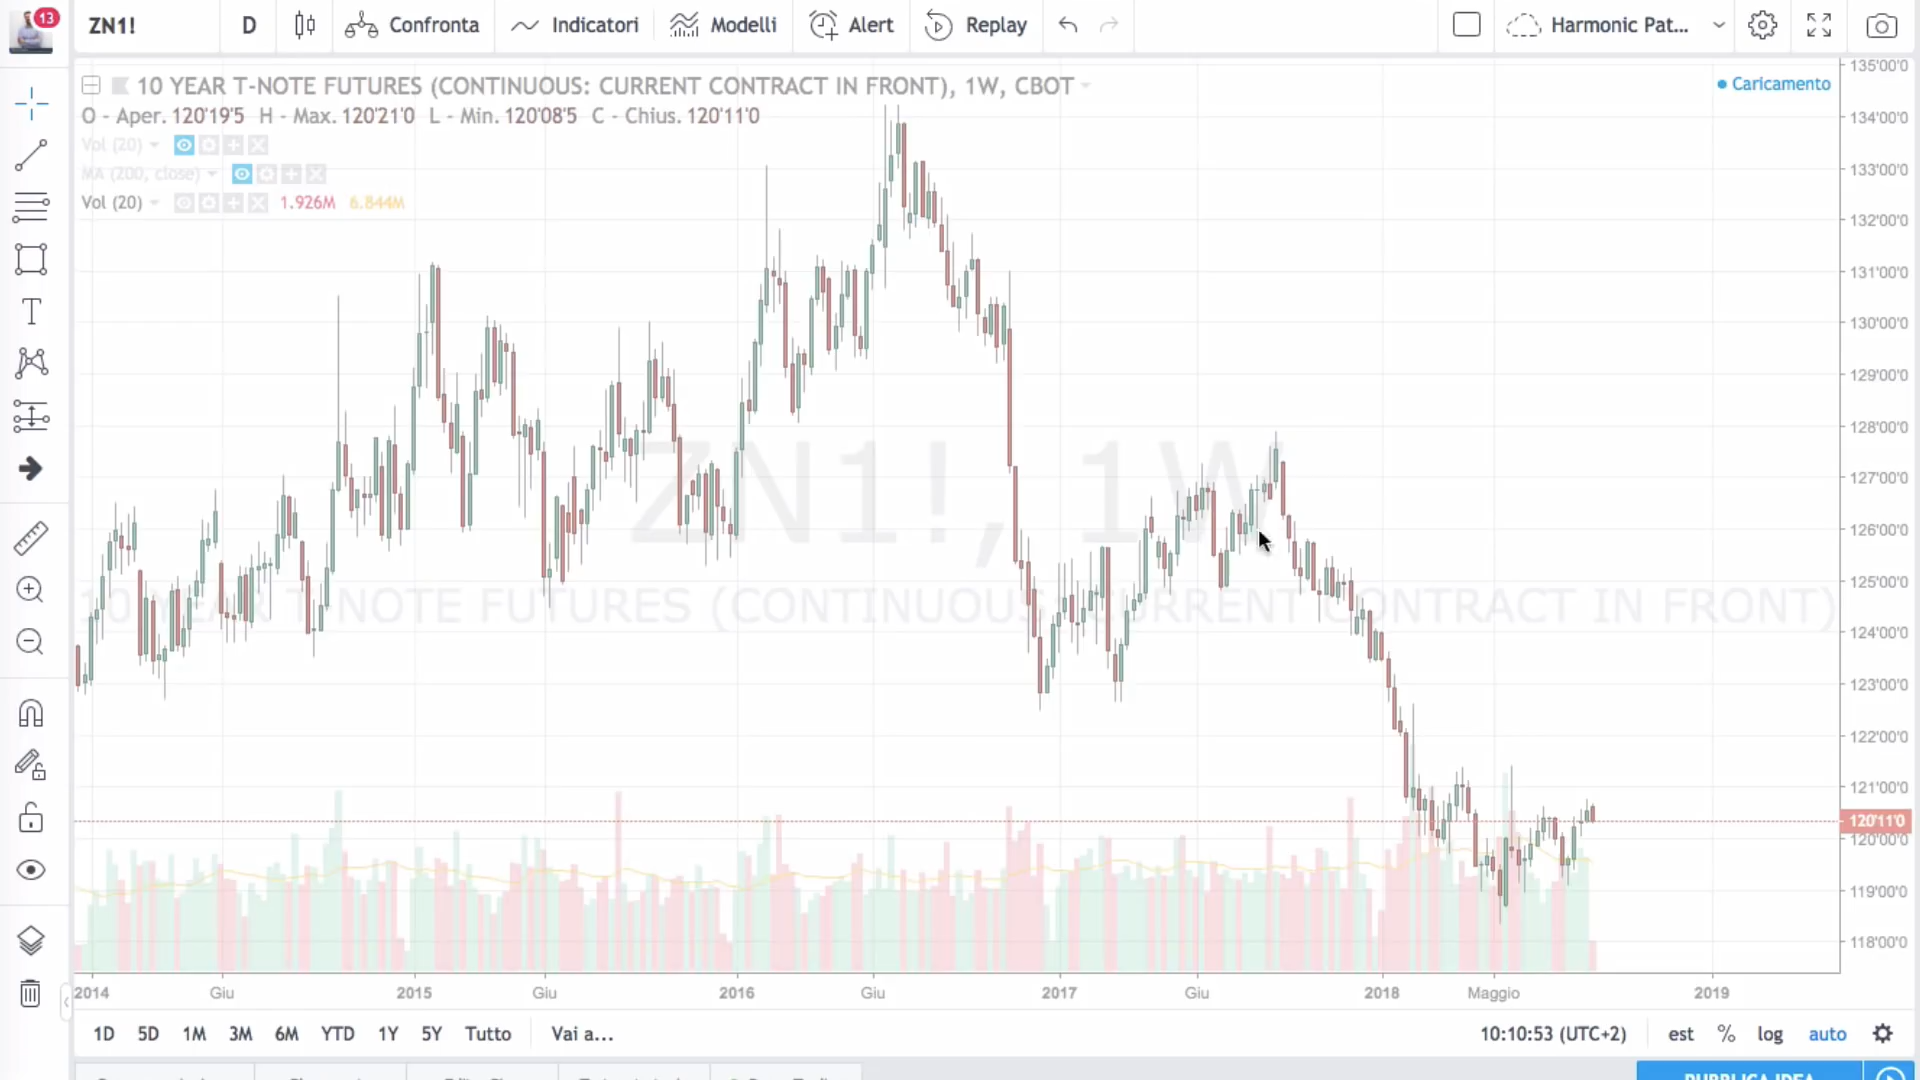 13
ZN1!
D
Confronta
Indicatori
Modelli
Alert
Replay
Harmonic Pat...
10 YEAR T-NOTE FUTURES (CONTINUOUS: CURRENT CONTRACT IN FRONT), 1W, CBOT
Caricamento
O - Aper. 120'19'5 H - Max. 120'21'0 L - Min. 120'08'5 C - Chius. 120'11'0
Vol (20)
MA (200, close)
Vol (20) 1.926M 6.844M
ZN1!, 1W
10 YEAR T-NOTE FUTURES (CONTINUOUS: CURRENT CONTRACT IN FRONT)
135'00'0
134'00'0
133'00'0
132'00'0
131'00'0
130'00'0
129'00'0
128'00'0
127'00'0
126'00'0
125'00'0
124'00'0
123'00'0
122'00'0
121'00'0
120'11'0
120'00'0
119'00'0
118'00'0
2014 Giu 2015 Giu 2016 Giu 2017 Giu 2018 Maggio 2019
1D 5D 1M 3M 6M YTD 1Y 5Y Tutto Vai a...
10:10:53 (UTC+2) est % log auto
PUBBLICA IDEA